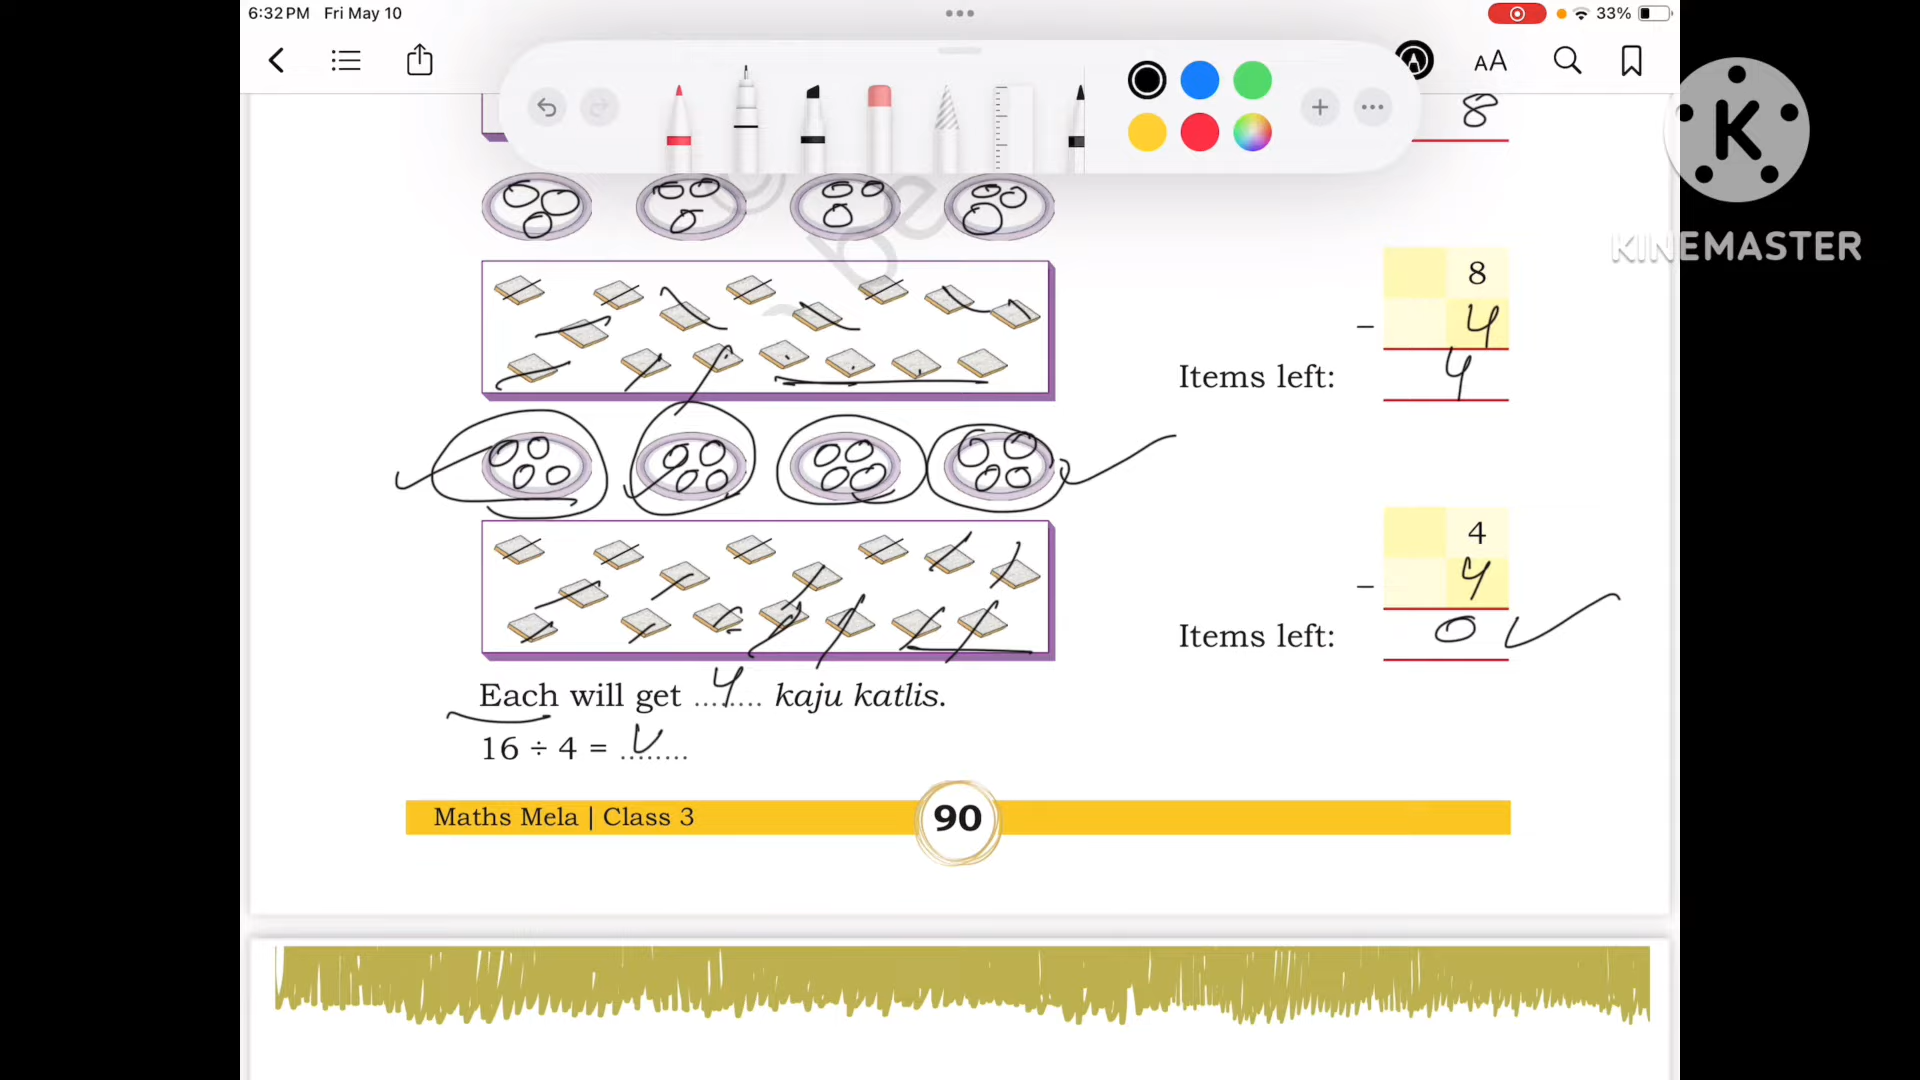 6:32 PM Fri May 10
33%
AA
8
K
KINEMASTER
be
8
- 4
Items left: 4
4
- 4
Items left: 0
Each will get ..4.. kaju katlis.
16 ÷ 4 = ........
Maths Mela | Class 3 90